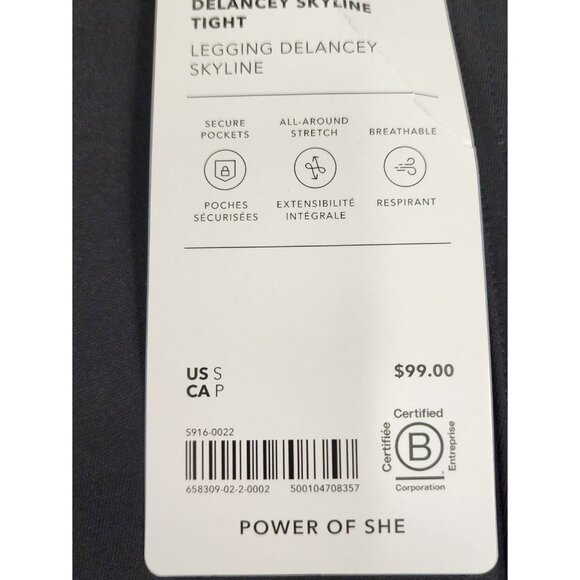 DELANCEY SKYLINE
TIGHT
LEGGING DELANCEY
SKYLINE
SECURE
POCKETS
ALL-AROUND
STRETCH
BREATHABLE
POCHES
SÉCURISÉES
EXTENSIBILITÉ
INTÉGRALE
RESPIRANT
US S
CA P
$99.00
S916-0022
658309-02-2-0002 500104708357
Certified
Certifiée
B
Entreprise
Corporation
POWER OF SHE